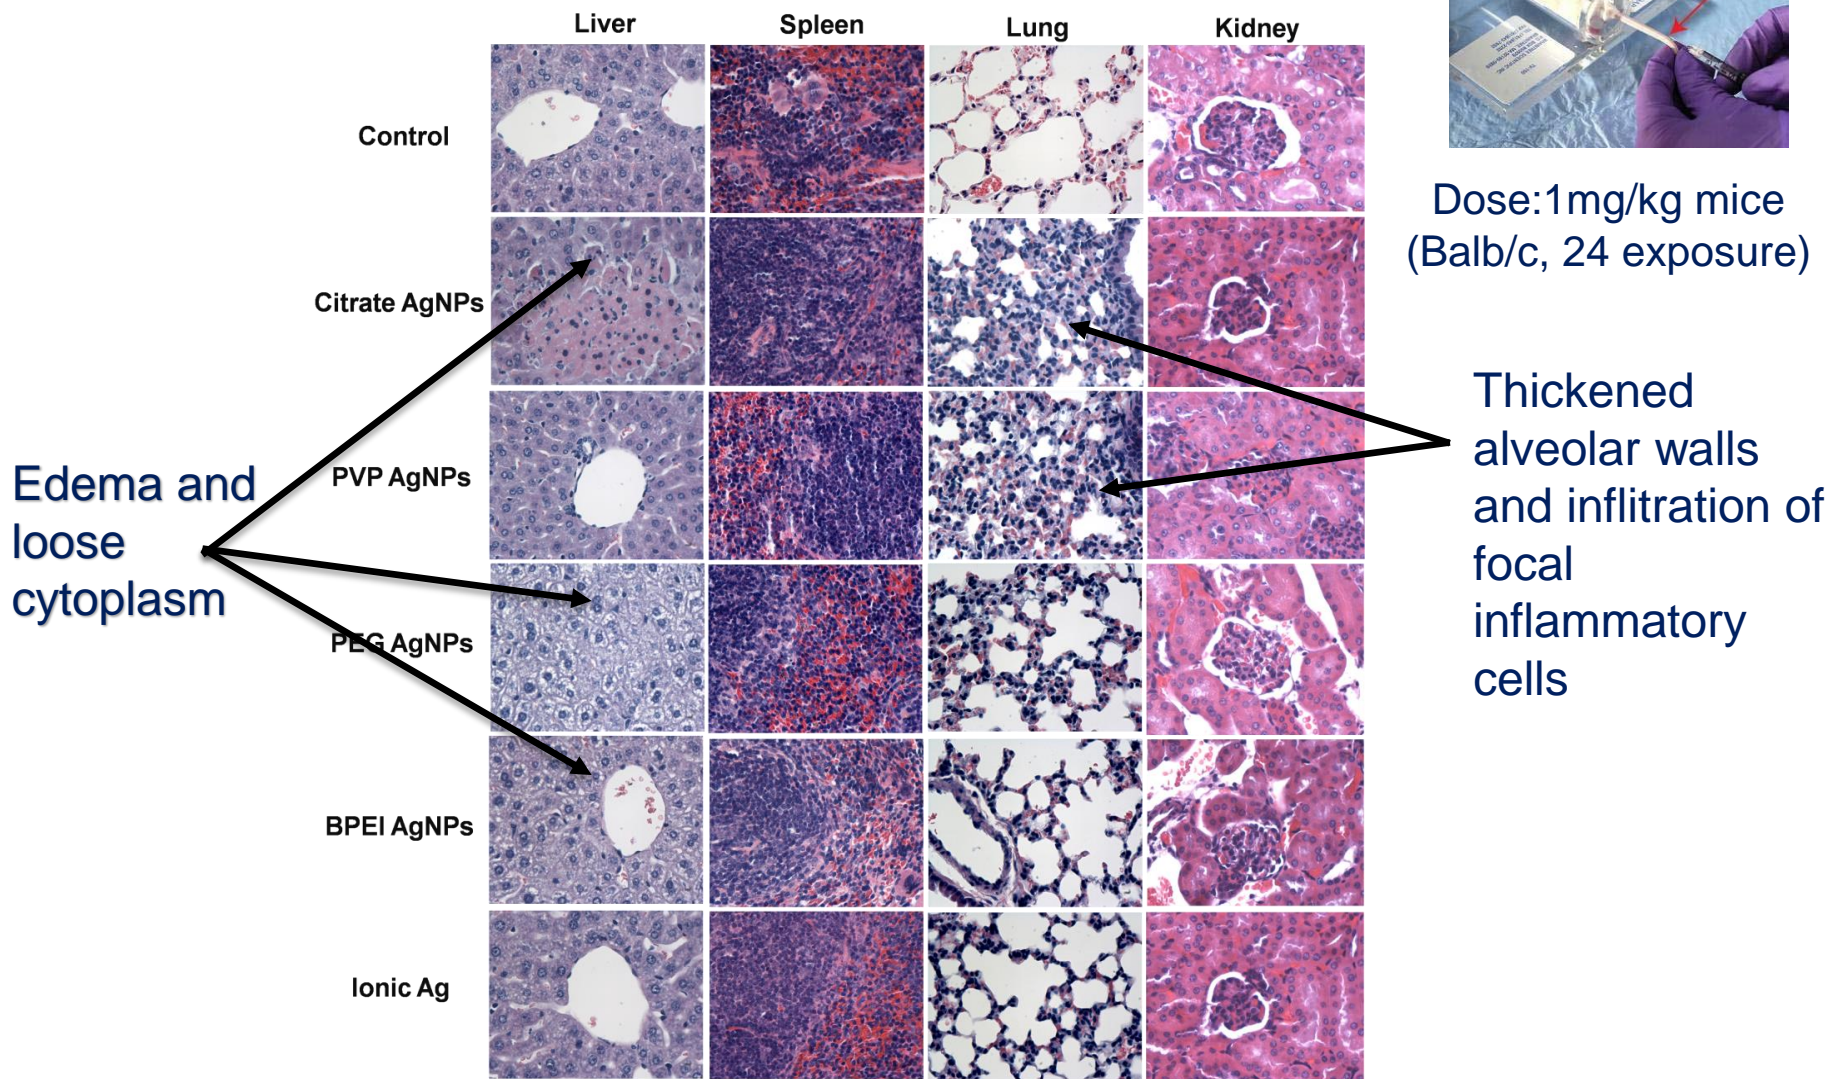 Liver
Spleen
Lung
Kidney
Control
Citrate AgNPs
PVP AgNPs
PEG AgNPs
BPEI AgNPs
Ionic Ag
Edema and
loose
cytoplasm
Dose:1mg/kg mice
(Balb/c, 24 exposure)
Thickened
alveolar walls
and inflitration of
focal
inflammatory
cells